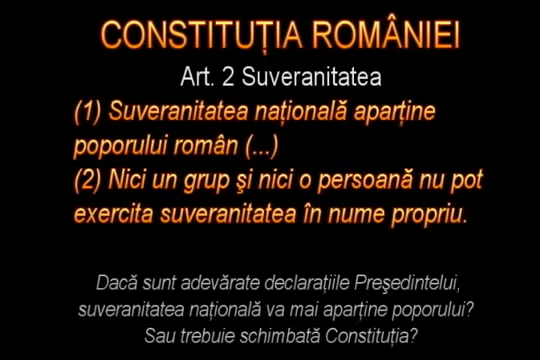 CONSTITUȚIA ROMÂNIEI
Art. 2 Suveranitatea
(1) Suveranitatea națională aparține
poporului român (...)
(2) Nici un grup şi nici o persoană nu pot
exercita suveranitatea în nume propriu.
Dacă sunt adevărate declarațiile Preşedintelui,
suveranitatea națională va mai aparține poporului?
Sau trebuie schimbată Constituția?